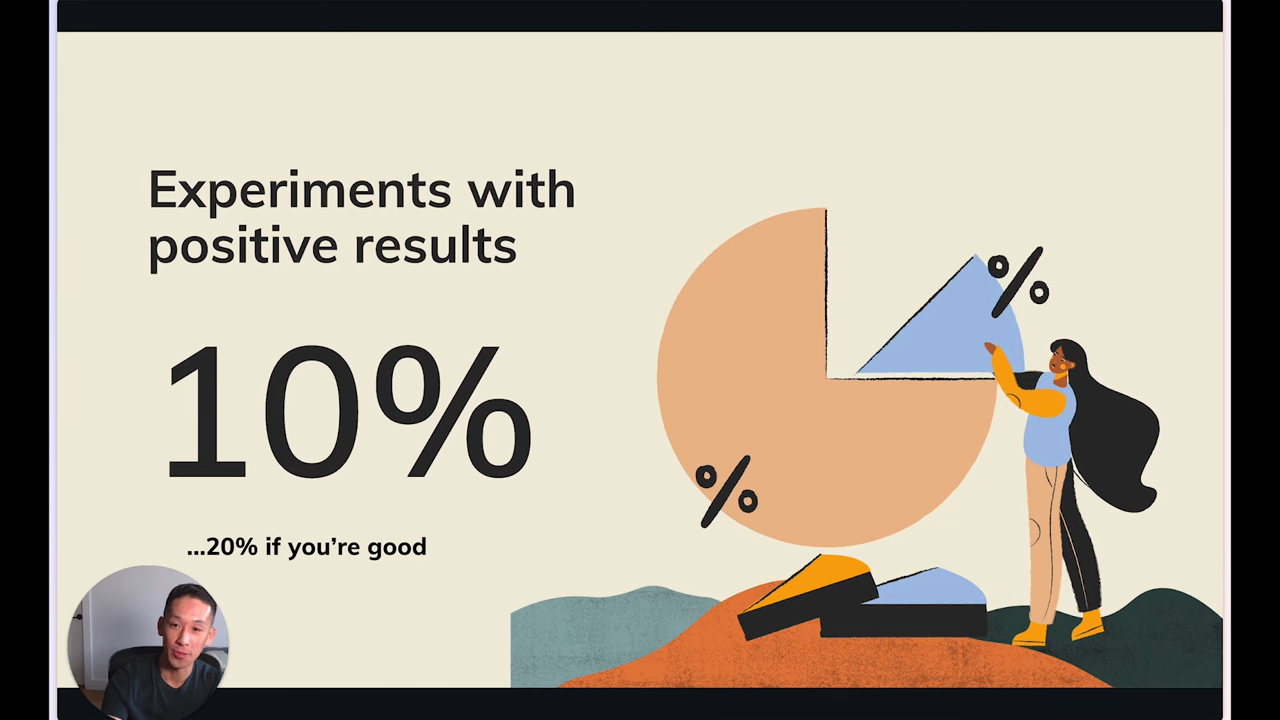 Experiments with
positive results
10%
...20% if you're good
%
%